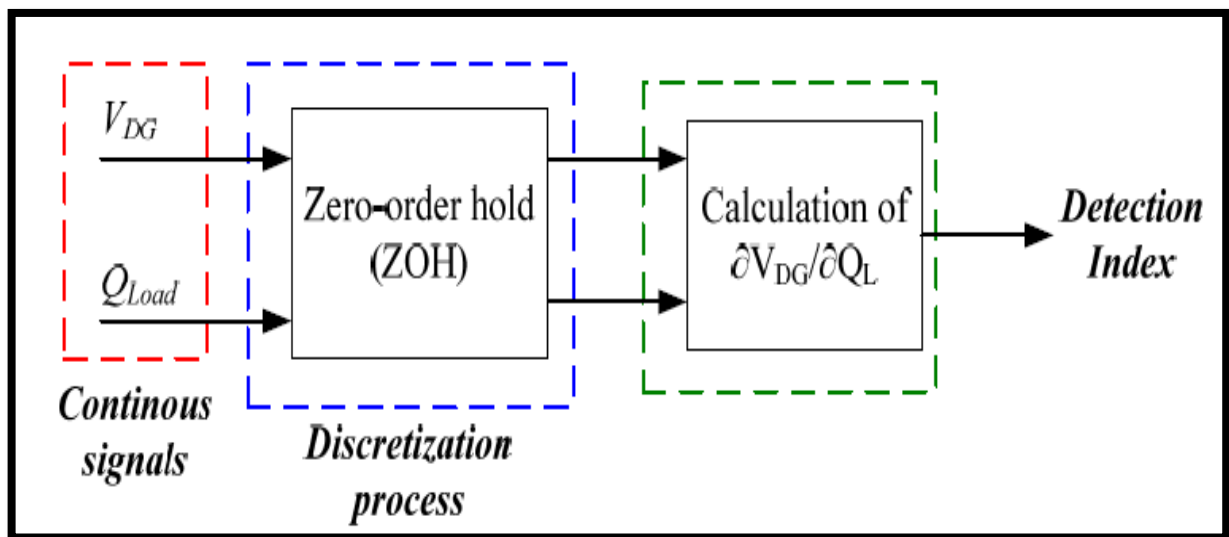 V_DG
Q_Load
Continous
signals
Zero-order hold
(ZOH)
Discretization
process
Calculation of
∂V_DG/∂Q_L
Detection
Index